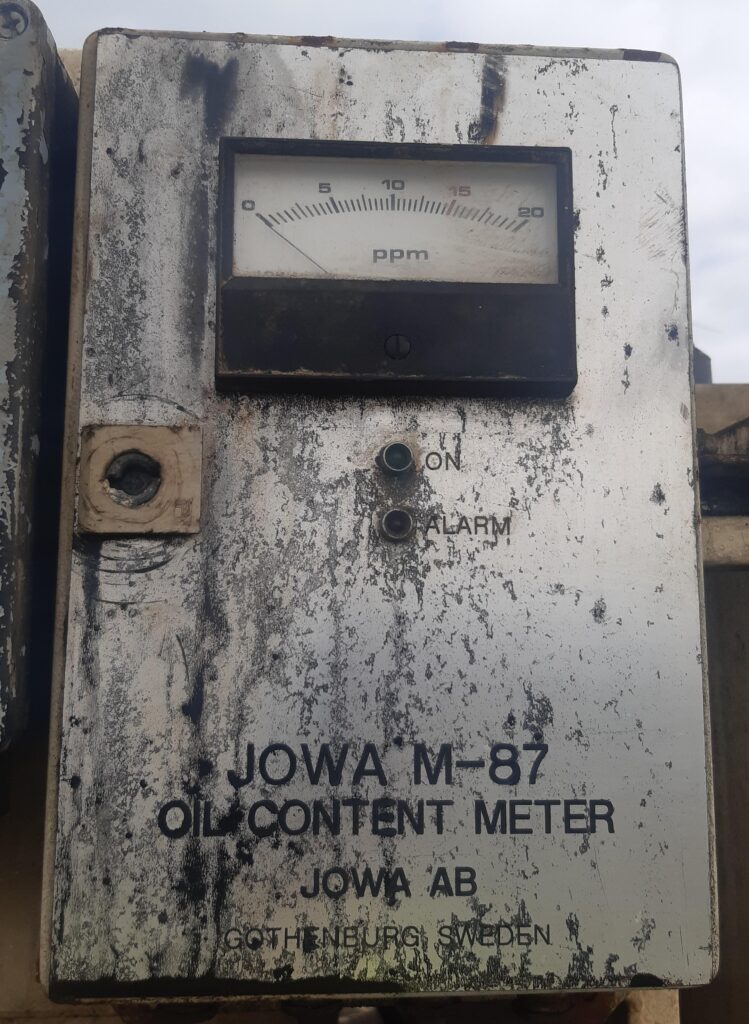 0 5 10 15 20
ppm
ON
ALARM
JOWA M-87
OIL CONTENT METER
JOWA AB
GOTHENBURG SWEDEN